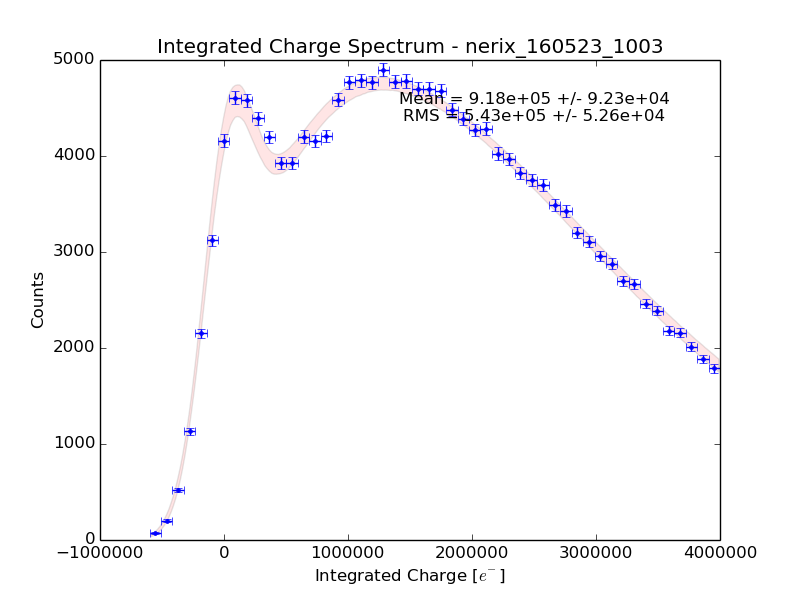 Integrated Charge Spectrum - nerix_160523_1003
5000
Mean = 9.18e+05 +/- 9.23e+04
RMS = 5.43e+05 +/- 5.26e+04
4000
3000
Counts
2000
1000
0
−1000000 0 1000000 2000000 3000000 4000000
Integrated Charge [e⁻]